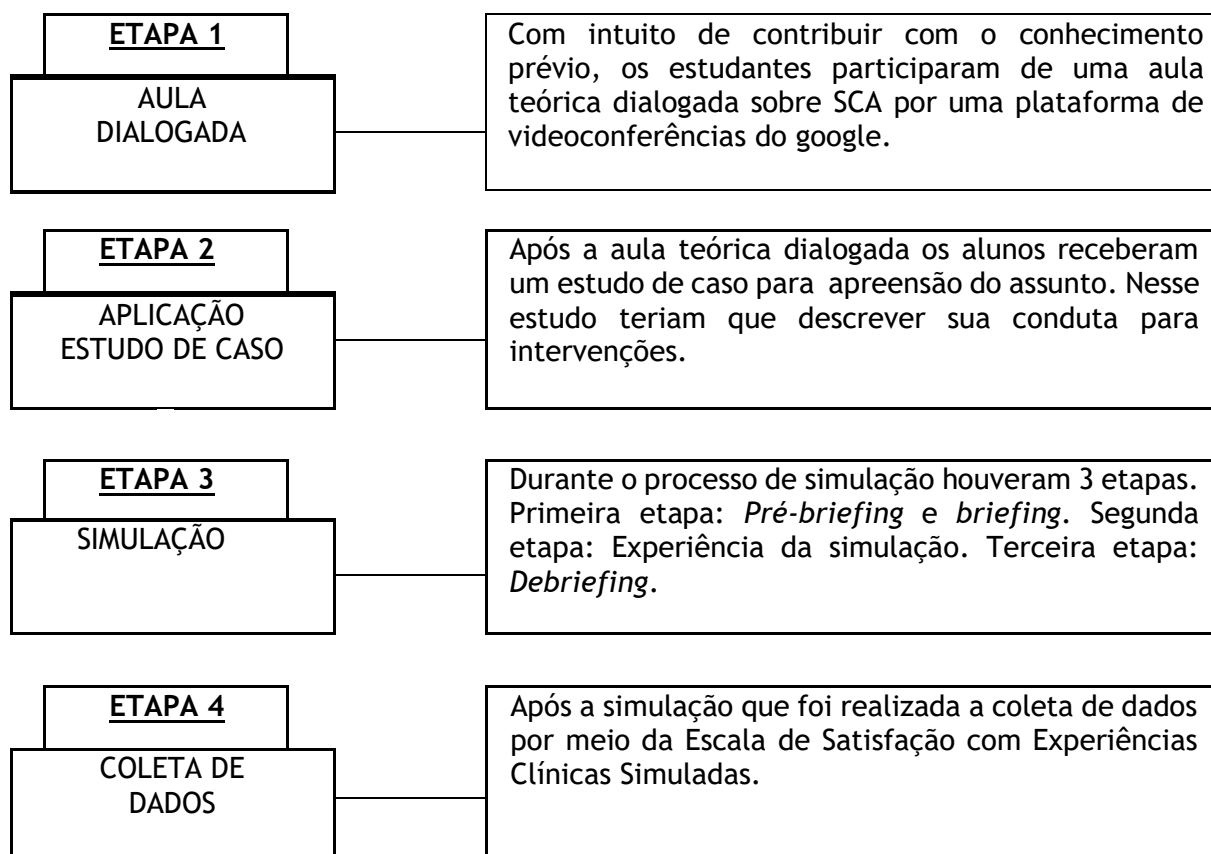 ETAPA 1
AULA
DIALOGADA
Com intuito de contribuir com o conhecimento
prévio, os estudantes participaram de uma aula
teórica dialogada sobre SCA por uma plataforma de
videoconferências do google.
ETAPA 2
APLICAÇÃO
ESTUDO DE CASO
Após a aula teórica dialogada os alunos receberam
um estudo de caso para apreensão do assunto. Nesse
estudo teriam que descrever sua conduta para
intervenções.
ETAPA 3
SIMULAÇÃO
Durante o processo de simulação houveram 3 etapas.
Primeira etapa: Pré-briefing e briefing. Segunda
etapa: Experiência da simulação. Terceira etapa:
Debriefing.
ETAPA 4
COLETA DE
DADOS
Após a simulação que foi realizada a coleta de dados
por meio da Escala de Satisfação com Experiências
Clínicas Simuladas.